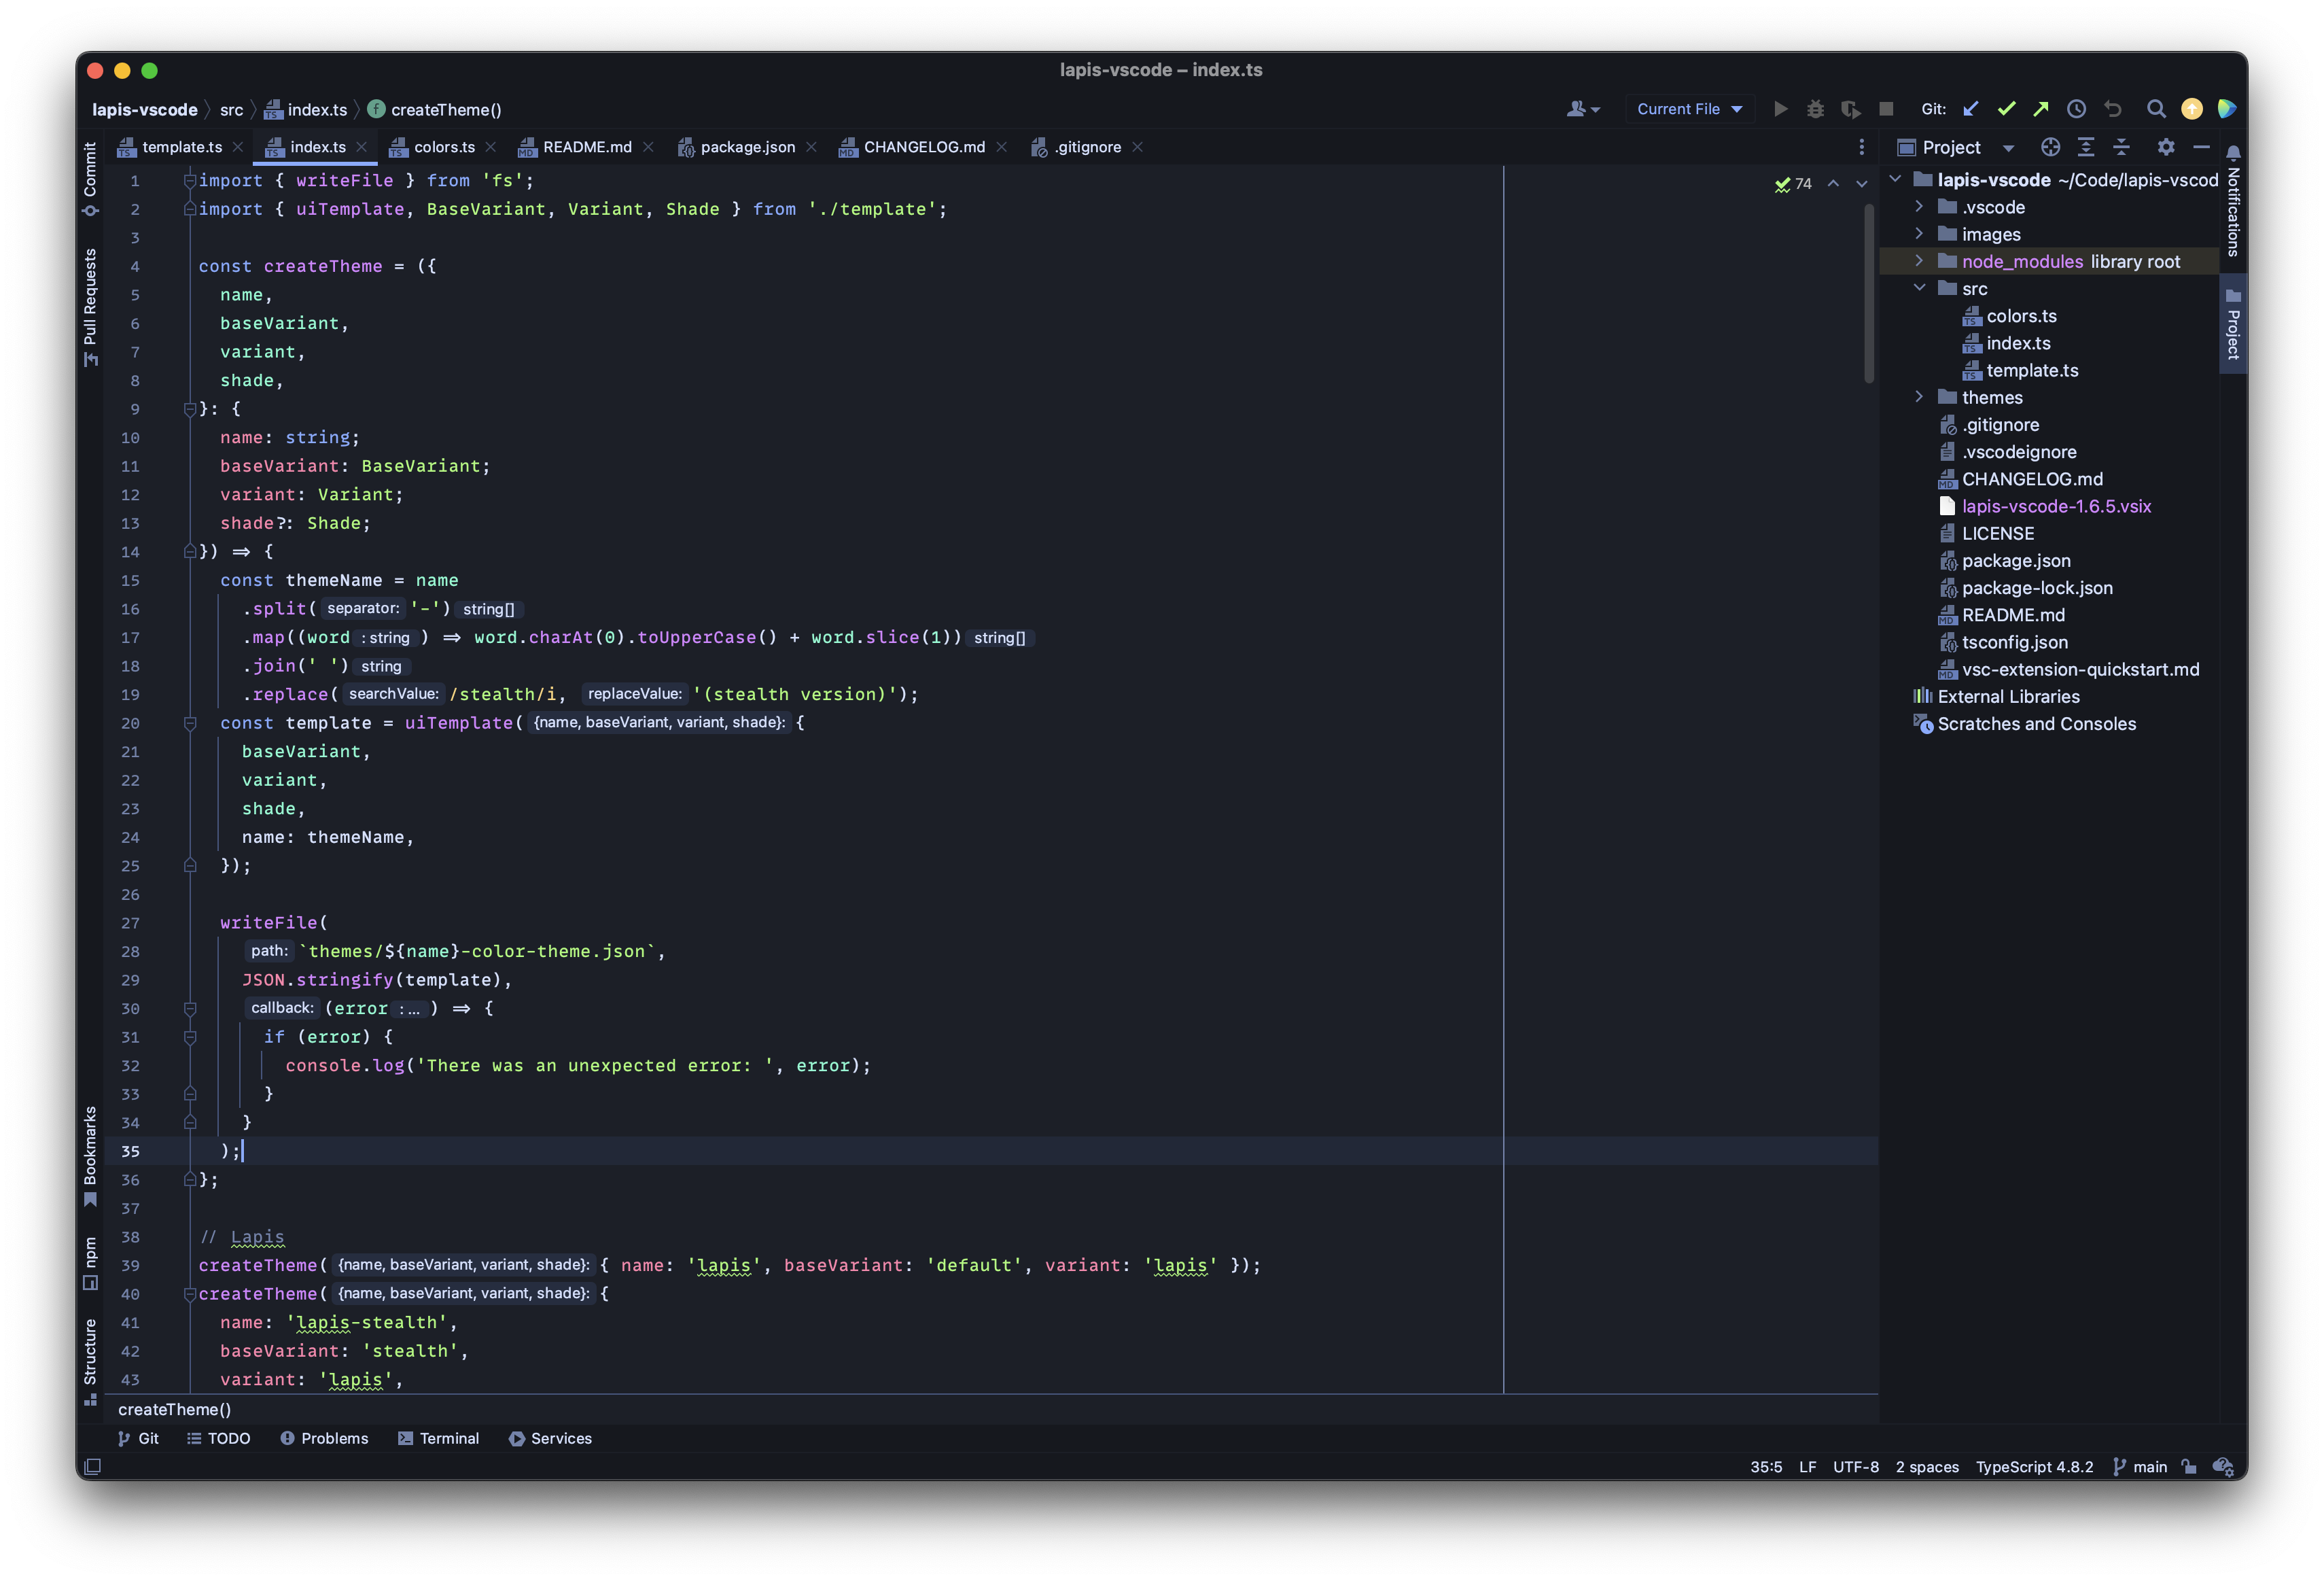 lapis-vscode – index.ts
lapis-vscode src index.ts createTheme()
Current File Git:
template.ts index.ts colors.ts README.md package.json CHANGELOG.md .gitignore
Project
Commit
Pull Requests
Bookmarks
npm
Structure
74
1 import { writeFile } from 'fs';
2 import { uiTemplate, BaseVariant, Variant, Shade } from './template';
3
4 const createTheme = ({
5 name,
6 baseVariant,
7 variant,
8 shade,
9 }: {
10 name: string;
11 baseVariant: BaseVariant;
12 variant: Variant;
13 shade?: Shade;
14 }) => {
15 const themeName = name
16 .split( separator: '-') string[]
17 .map((word : string ) => word.charAt(0).toUpperCase() + word.slice(1)) string[]
18 .join(' ') string
19 .replace( searchValue: /stealth/i, replaceValue: '(stealth version)');
20 const template = uiTemplate( {name, baseVariant, variant, shade}: {
21 baseVariant,
22 variant,
23 shade,
24 name: themeName,
25 });
26
27 writeFile(
28 path: `themes/${name}-color-theme.json`,
29 JSON.stringify(template),
30 callback: (error : ... ) => {
31 if (error) {
32 console.log('There was an unexpected error: ', error);
33 }
34 }
35 );
36 };
37
38 // Lapis
39 createTheme( {name, baseVariant, variant, shade}: { name: 'lapis', baseVariant: 'default', variant: 'lapis' });
40 createTheme( {name, baseVariant, variant, shade}: {
41 name: 'lapis-stealth',
42 baseVariant: 'stealth',
43 variant: 'lapis',
createTheme()
lapis-vscode ~/Code/lapis-vscod
.vscode
images
node_modules library root
src
colors.ts
index.ts
template.ts
themes
.gitignore
.vscodeignore
CHANGELOG.md
lapis-vscode-1.6.5.vsix
LICENSE
package.json
package-lock.json
README.md
tsconfig.json
vsc-extension-quickstart.md
External Libraries
Scratches and Consoles
Notifications
Project
Git TODO Problems Terminal Services
35:5 LF UTF-8 2 spaces TypeScript 4.8.2 main